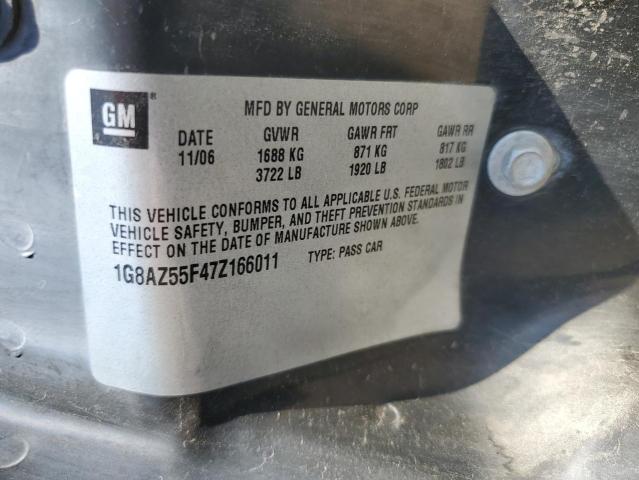 GM ®
MFD BY GENERAL MOTORS CORP
DATE GVWR GAWR FRT GAWR RR
11/06 1688 KG 871 KG 817 KG
3722 LB 1920 LB 1802 LB
THIS VEHICLE CONFORMS TO ALL APPLICABLE U.S. FEDERAL MOTOR
VEHICLE SAFETY, BUMPER, AND THEFT PREVENTION STANDARDS IN
EFFECT ON THE DATE OF MANUFACTURE SHOWN ABOVE.
1G8AZ55F47Z166011 TYPE: PASS CAR